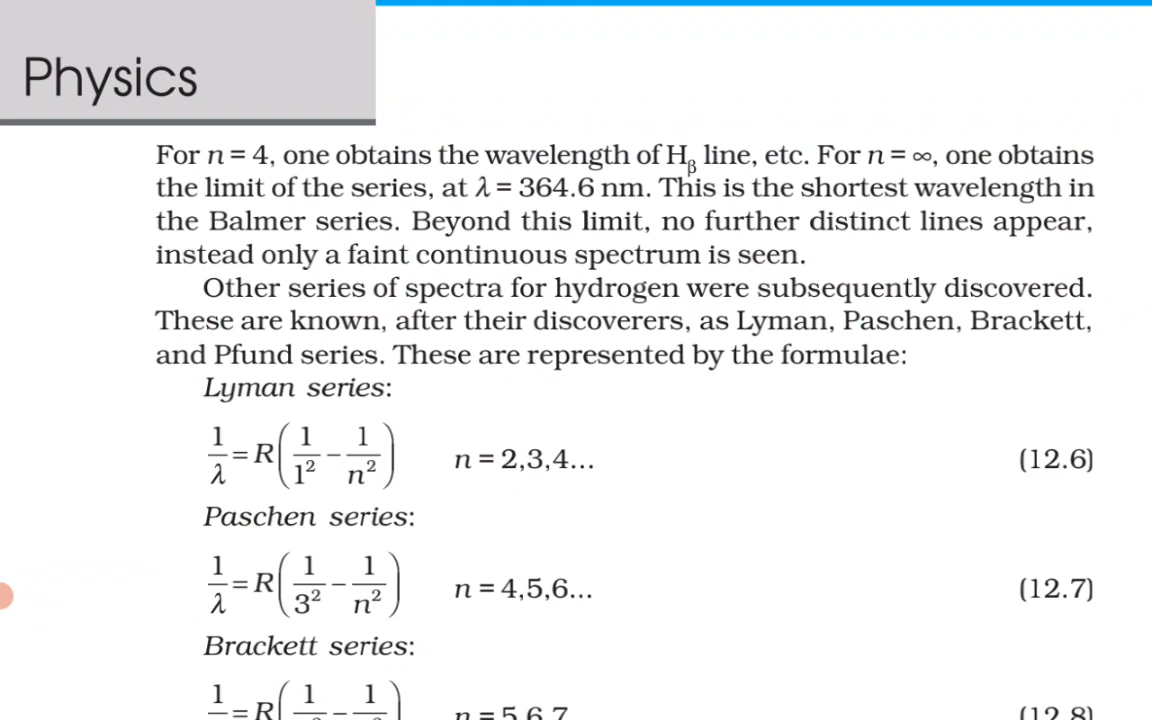 Physics
For n = 4, one obtains the wavelength of Hβ line, etc. For n = ∞, one obtains
the limit of the series, at λ = 364.6 nm. This is the shortest wavelength in
the Balmer series. Beyond this limit, no further distinct lines appear,
instead only a faint continuous spectrum is seen.
Other series of spectra for hydrogen were subsequently discovered.
These are known, after their discoverers, as Lyman, Paschen, Brackett,
and Pfund series. These are represented by the formulae:
Lyman series:
1/λ = R(1/1² − 1/n²) n = 2,3,4... (12.6)
Paschen series:
1/λ = R(1/3² − 1/n²) n = 4,5,6... (12.7)
Brackett series:
1 = R(1 − 1) n = 5,6,7 (12.8)